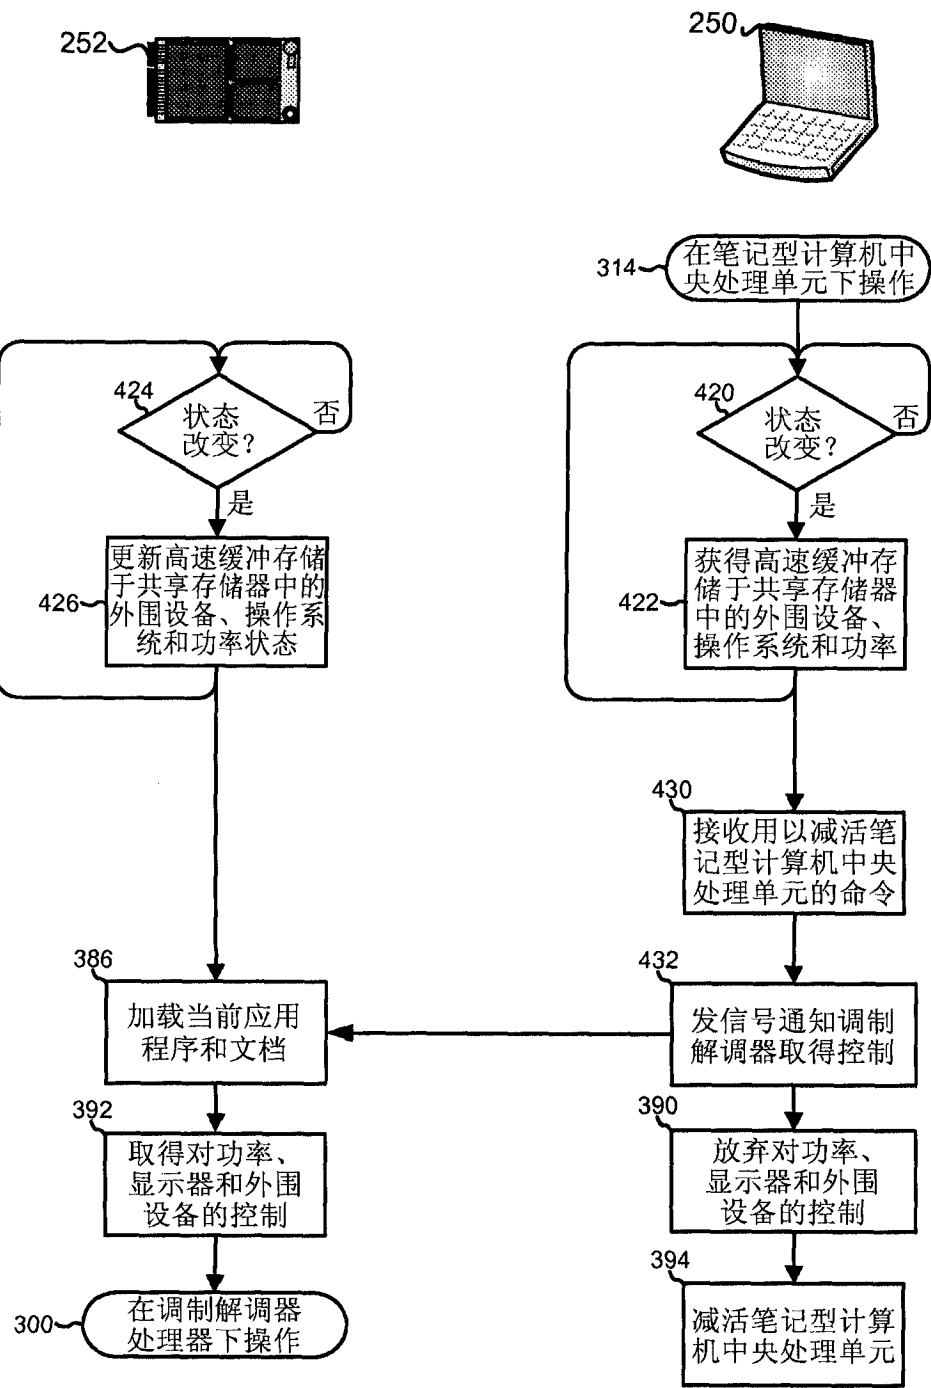 252
250
314
在笔记型计算机中
央处理单元下操作
424
状态
改变?
否
是
426
更新高速缓冲存储
于共享存储器中的
外围设备、操作系
统和功率状态
420
状态
改变?
否
是
422
获得高速缓冲存
储于共享存储器
中的外围设备、
操作系统和功率
430
接收用以减活笔
记型计算机中央
处理单元的命令
386
加载当前应用
程序和文档
432
发信号通知调制
解调器取得控制
392
取得对功率、
显示器和外围
设备的控制
390
放弃对功率、
显示器和外围
设备的控制
300
在调制解调器
处理器下操作
394
减活笔记型计算
机中央处理单元